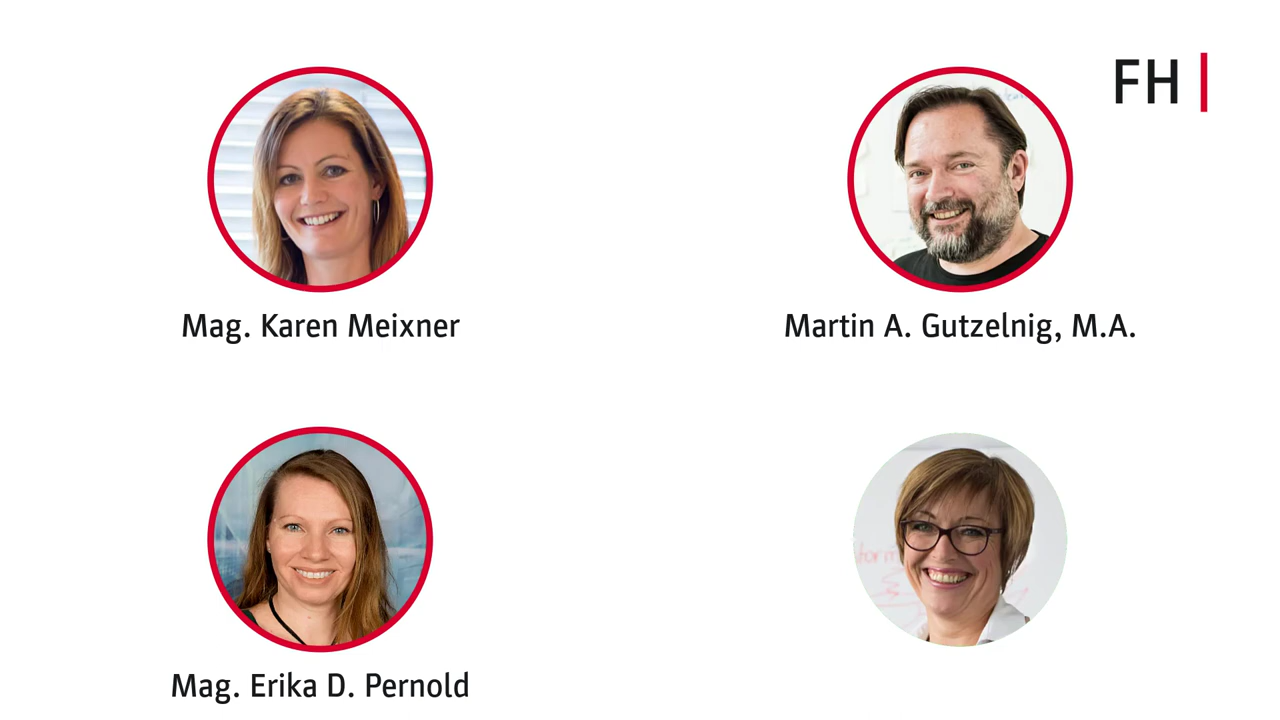 FH |
Mag. Karen Meixner
Martin A. Gutzelnig, M.A.
Mag. Erika D. Pernold